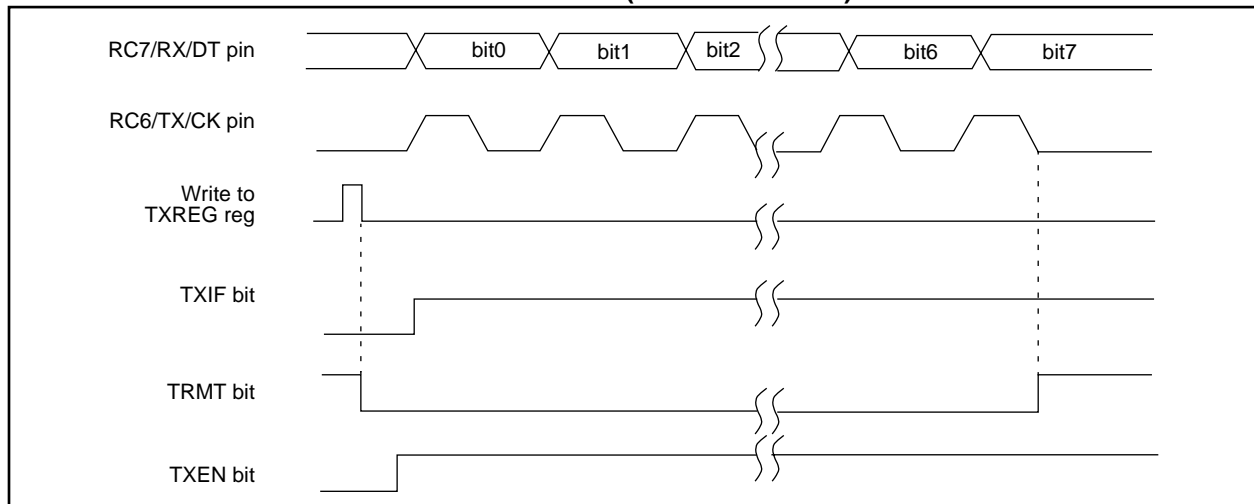 RC7/RX/DT pin
bit0 bit1 bit2 bit6 bit7
RC6/TX/CK pin
Write to
TXREG reg
TXIF bit
TRMT bit
TXEN bit